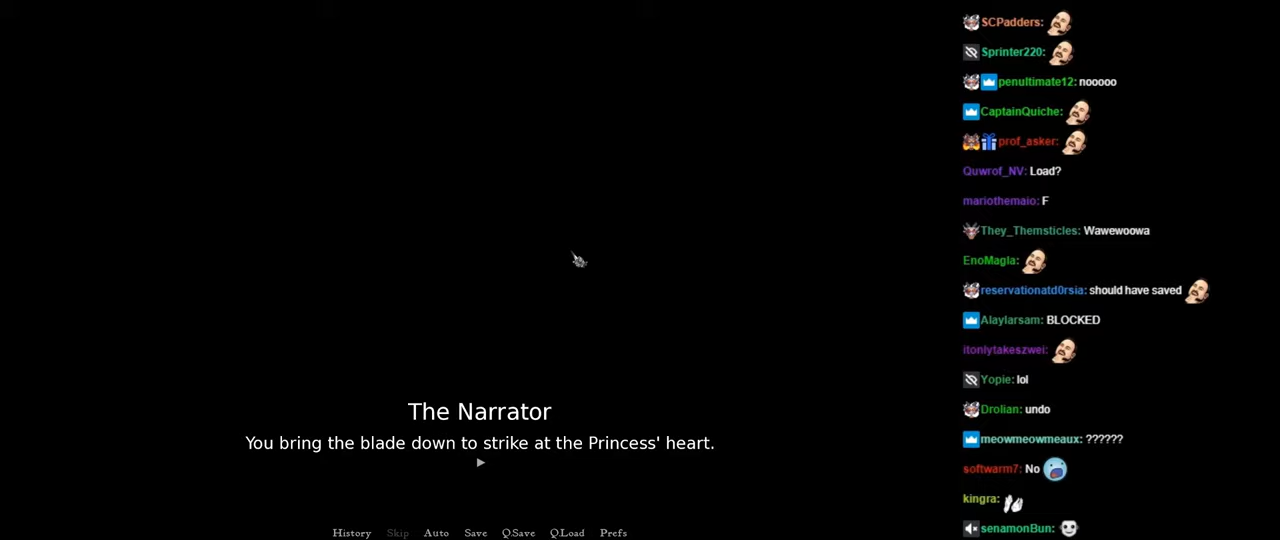 The Narrator
You bring the blade down to strike at the Princess' heart.
History Skip Auto Save Q.Save Q.Load Prefs
SCPadders:
Sprinter220:
penultimate12: nooooo
CaptainQuiche:
prof_asker:
Quwrof_NV: Load?
mariothemaio: F
They_Themsticles: Wawewoowa
EnoMagla:
reservationatd0rsia: should have saved
Alaylarsam: BLOCKED
itonlytakeszwei:
Yopie: lol
Drolian: undo
meowmeowmeaux: ??????
softwarm7: No
kingra:
senamonBun: